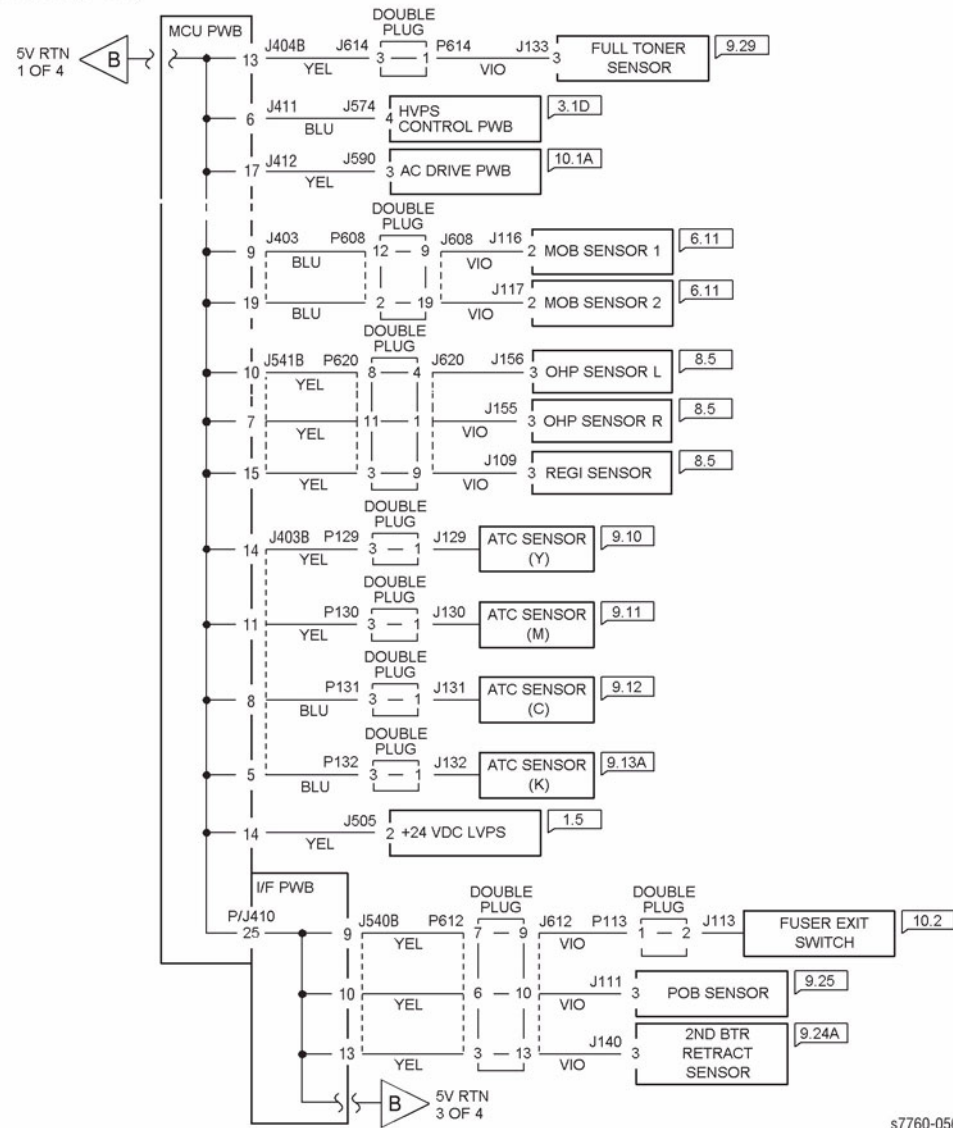 MCU PWB
DOUBLE
PLUG
5V RTN
1 OF 4
B
13 J404B YEL J614 3 — 1 P614 VIO J133 3 FULL TONER
SENSOR
9.29
6 J411 BLU J574 4 HVPS
CONTROL PWB
3.1D
17 J412 YEL J590 3 AC DRIVE PWB 10.1A
DOUBLE
PLUG
9 J403 BLU P608 12 — 9 J608 VIO J116 2 MOB SENSOR 1 6.11
19 BLU 2 — 19 VIO J117 2 MOB SENSOR 2 6.11
DOUBLE
PLUG
10 J541B YEL P620 8 — 4 J620 J156 3 OHP SENSOR L 8.5
7 YEL 11 — 1 VIO J155 3 OHP SENSOR R 8.5
15 YEL 3 — 9 VIO J109 3 REGI SENSOR 8.5
DOUBLE
PLUG
14 J403B YEL P129 3 — 1 J129 ATC SENSOR
(Y)
9.10
DOUBLE
PLUG
11 YEL P130 3 — 1 J130 ATC SENSOR
(M)
9.11
DOUBLE
PLUG
8 BLU P131 3 — 1 J131 ATC SENSOR
(C)
9.12
DOUBLE
PLUG
5 BLU P132 3 — 1 J132 ATC SENSOR
(K)
9.13A
14 YEL J505 2 +24 VDC LVPS 1.5
I/F PWB
P/J410
25
DOUBLE
PLUG
DOUBLE
PLUG
9 J540B YEL P612 7 — 9 J612 VIO P113 1 — 2 J113 FUSER EXIT
SWITCH
10.2
10 YEL 6 — 10 VIO J111 3 POB SENSOR 9.25
13 YEL 3 — 13 VIO J140 3 2ND BTR
RETRACT
SENSOR
9.24A
B
5V RTN
3 OF 4